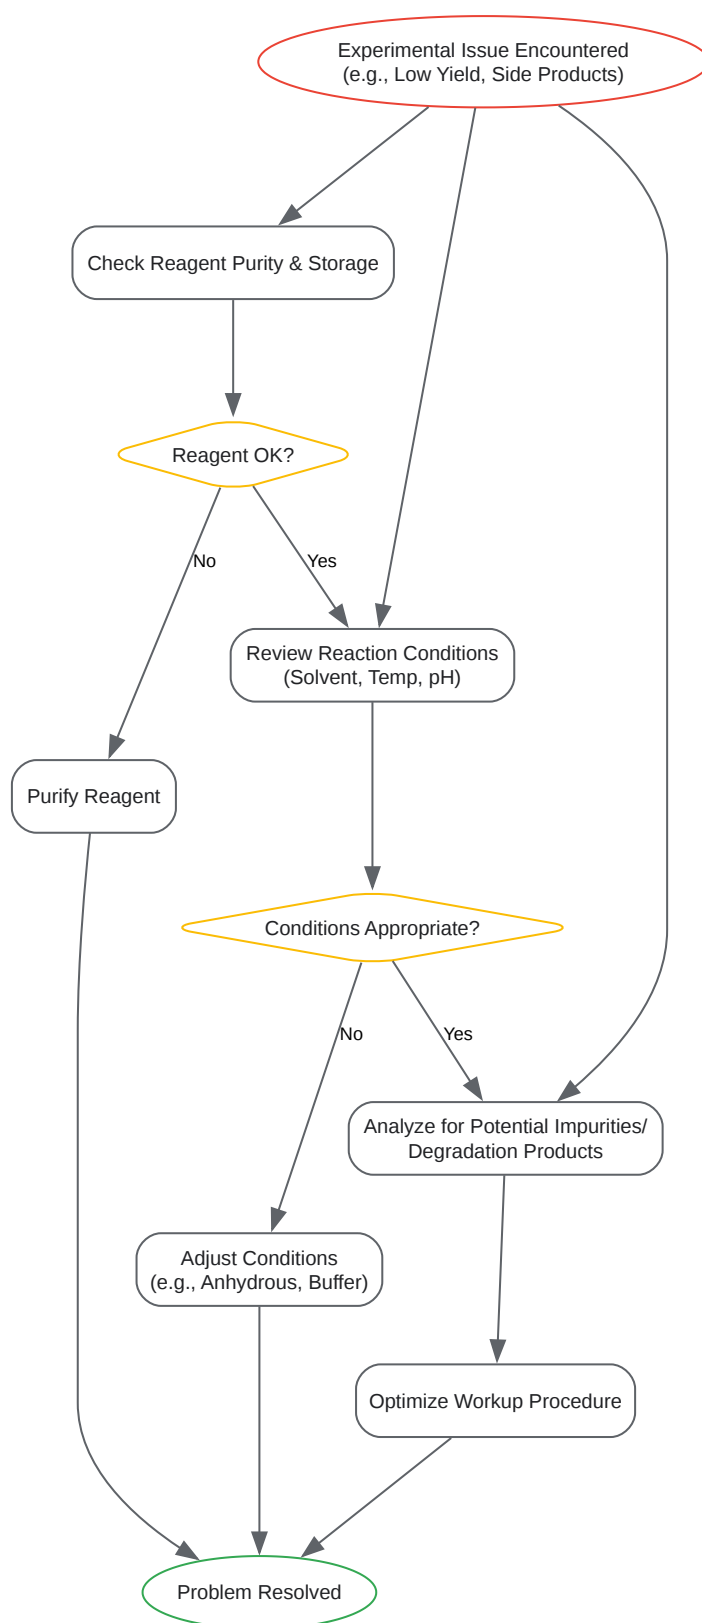 Experimental Issue Encountered
(e.g., Low Yield, Side Products)
Check Reagent Purity & Storage
Reagent OK?
No
Yes
Review Reaction Conditions
(Solvent, Temp, pH)
Purify Reagent
Conditions Appropriate?
No
Yes
Analyze for Potential Impurities/
Degradation Products
Adjust Conditions
(e.g., Anhydrous, Buffer)
Optimize Workup Procedure
Problem Resolved